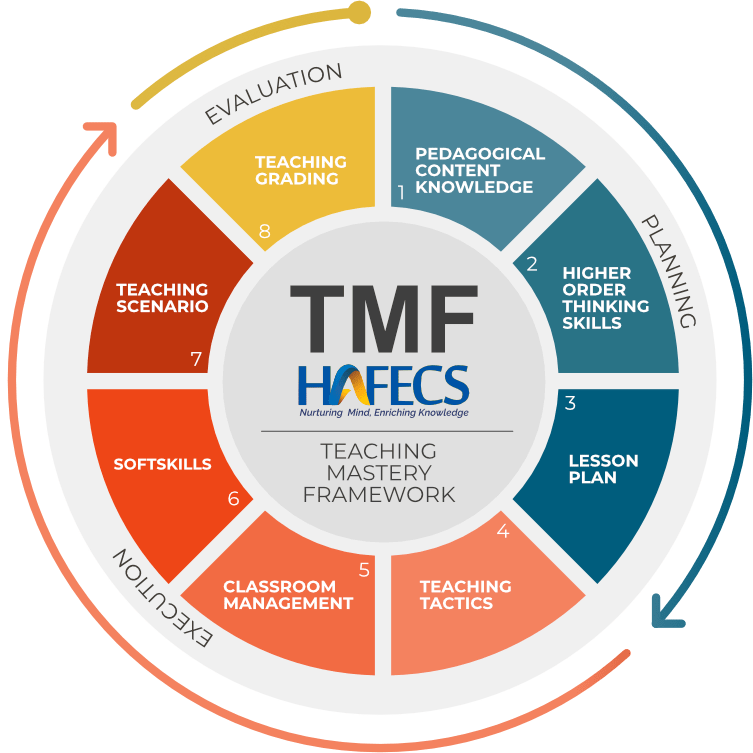 EVALUATION
PLANNING
EXECUTION
1
PEDAGOGICAL
CONTENT
KNOWLEDGE
2
HIGHER
ORDER
THINKING
SKILLS
3
LESSON
PLAN
4
TEACHING
TACTICS
5
CLASSROOM
MANAGEMENT
6
SOFTSKILLS
7
TEACHING
SCENARIO
8
TEACHING
GRADING
TMF
HAFECS
Nurturing Mind, Enriching Knowledge
TEACHING
MASTERY
FRAMEWORK